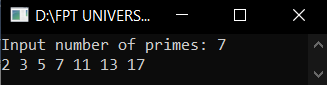 D:\FPT UNIVERS...
Input number of primes: 7
2 3 5 7 11 13 17